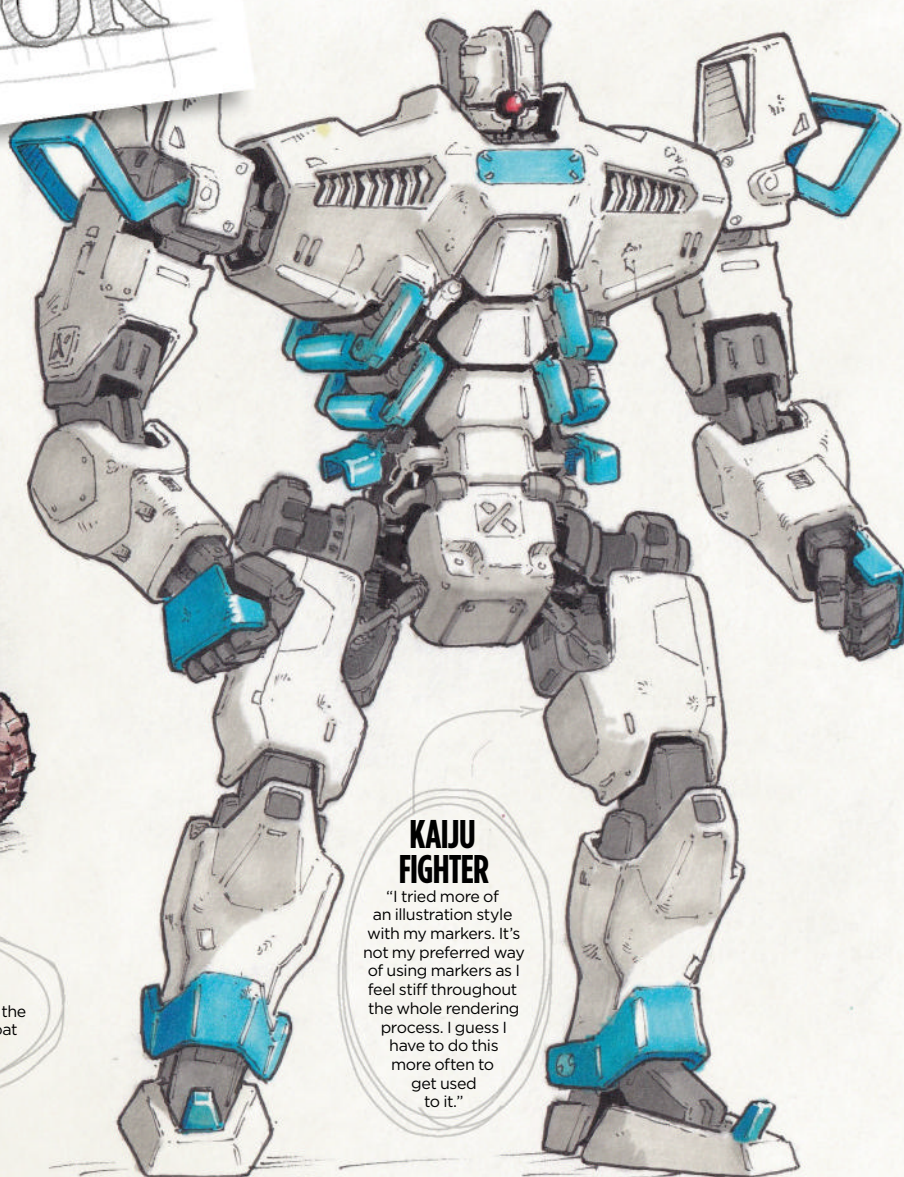 KAIJU
FIGHTER
“I tried more of
an illustration style
with my markers. It’s
not my preferred way
of using markers as I
feel stiff throughout
the whole rendering
process. I guess I
have to do this
more often to
get used
to it.”
the